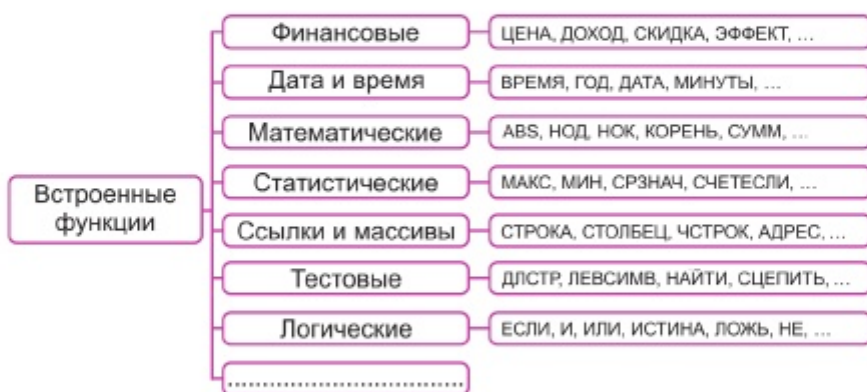 Встроенные
функции
Финансовые
ЦЕНА, ДОХОД, СКИДКА, ЭФФЕКТ, ...
Дата и время
ВРЕМЯ, ГОД, ДАТА, МИНУТЫ, ...
Математические
ABS, НОД, НОК, КОРЕНЬ, СУММ, ...
Статистические
МАКС, МИН, СРЗНАЧ, СЧЕТЕСЛИ, ...
Ссылки и массивы
СТРОКА, СТОЛБЕЦ, ЧСТРОК, АДРЕС, ...
Тестовые
ДЛСТР, ЛЕВСИМВ, НАЙТИ, СЦЕПИТЬ, ...
Логические
ЕСЛИ, И, ИЛИ, ИСТИНА, ЛОЖЬ, НЕ, ...
..................................